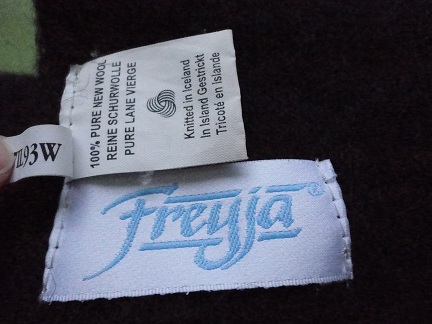 100% PURE NEW WOOL
REINE SCHURWOLLE
PURE LANE VIERGE
Knitted in Iceland
In Island Gestrickt
Tricoté en Islande
Freyja®